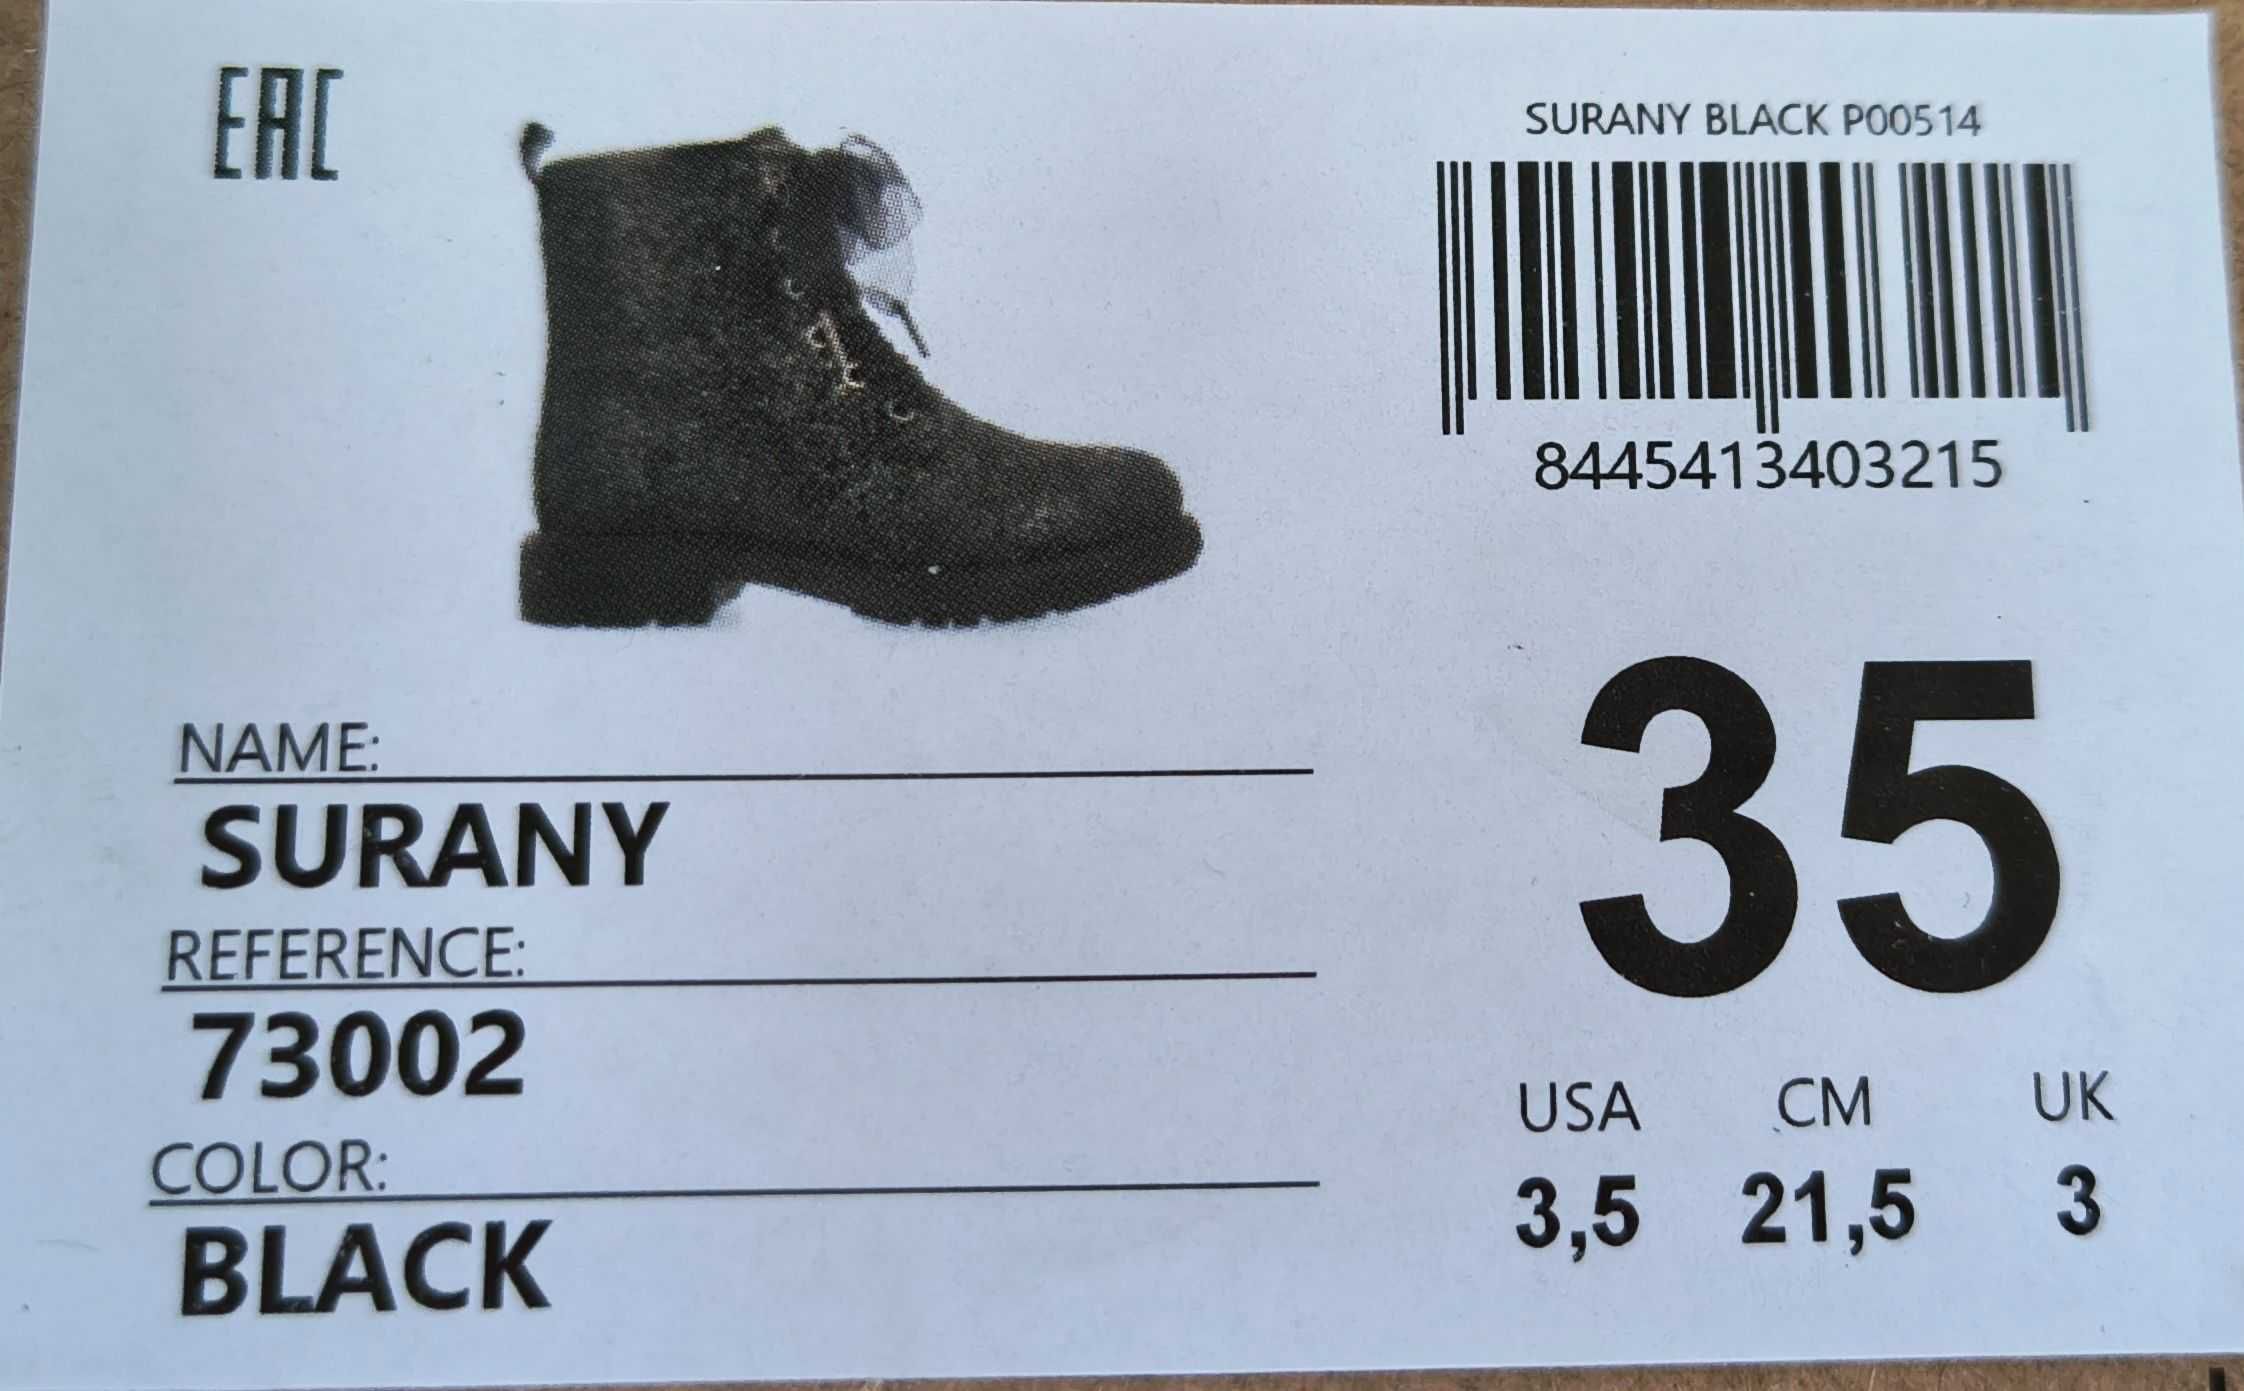 EAC
SURANY BLACK P00514
8445413403215
NAME:
SURANY
REFERENCE:
73002
COLOR:
BLACK
35
USA CM UK
3,5 21,5 3